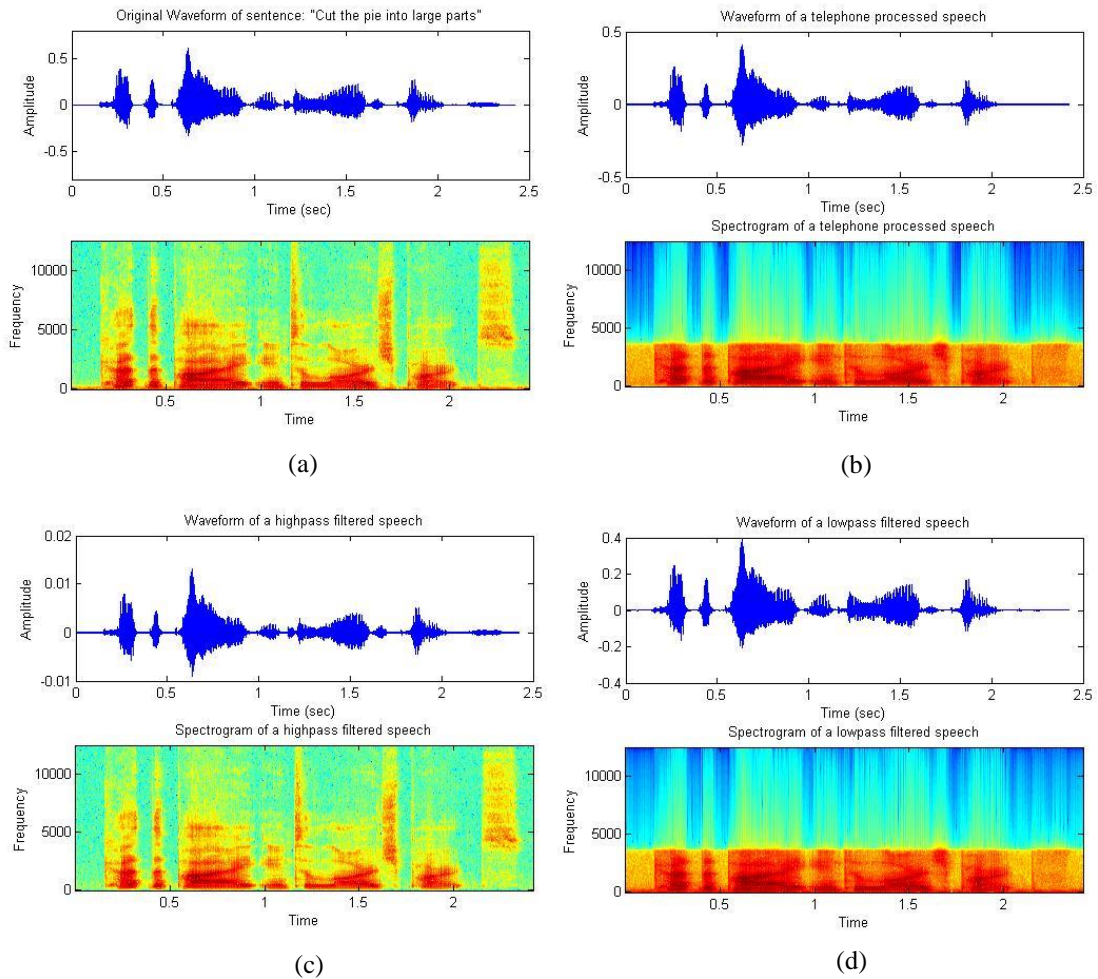 Original Waveform of sentence: "Cut the pie into large parts"
0.5
0
-0.5
Amplitude
0 0.5 1 1.5 2 2.5
Time (sec)
10000
5000
0
Frequency
0.5 1 1.5 2
Time
(a)
Waveform of a telephone processed speech
0.5
0
-0.5
Amplitude
0 0.5 1 1.5 2 2.5
Time (sec)
Spectrogram of a telephone processed speech
10000
5000
0
Frequency
0.5 1 1.5 2
Time
(b)
Waveform of a highpass filtered speech
0.02
0.01
0
-0.01
Amplitude
0 0.5 1 1.5 2 2.5
Time (sec)
Spectrogram of a highpass filtered speech
10000
5000
0
Frequency
0.5 1 1.5 2
Time
(c)
Waveform of a lowpass filtered speech
0.4
0.2
0
-0.2
-0.4
Amplitude
0 0.5 1 1.5 2 2.5
Time (sec)
Spectrogram of a lowpass filtered speech
10000
5000
0
Frequency
0.5 1 1.5 2
Time
(d)